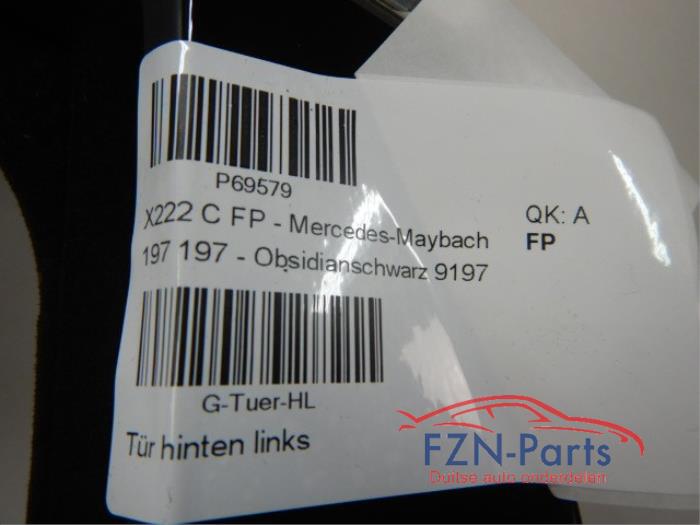 P69579
X222 C FP - Mercedes-Maybach
197 197 - Obsidianschwarz 9197
QK: A
FP
G-Tuer-HL
Tür hinten links
FZN-Parts
Duitse auto onderdelen